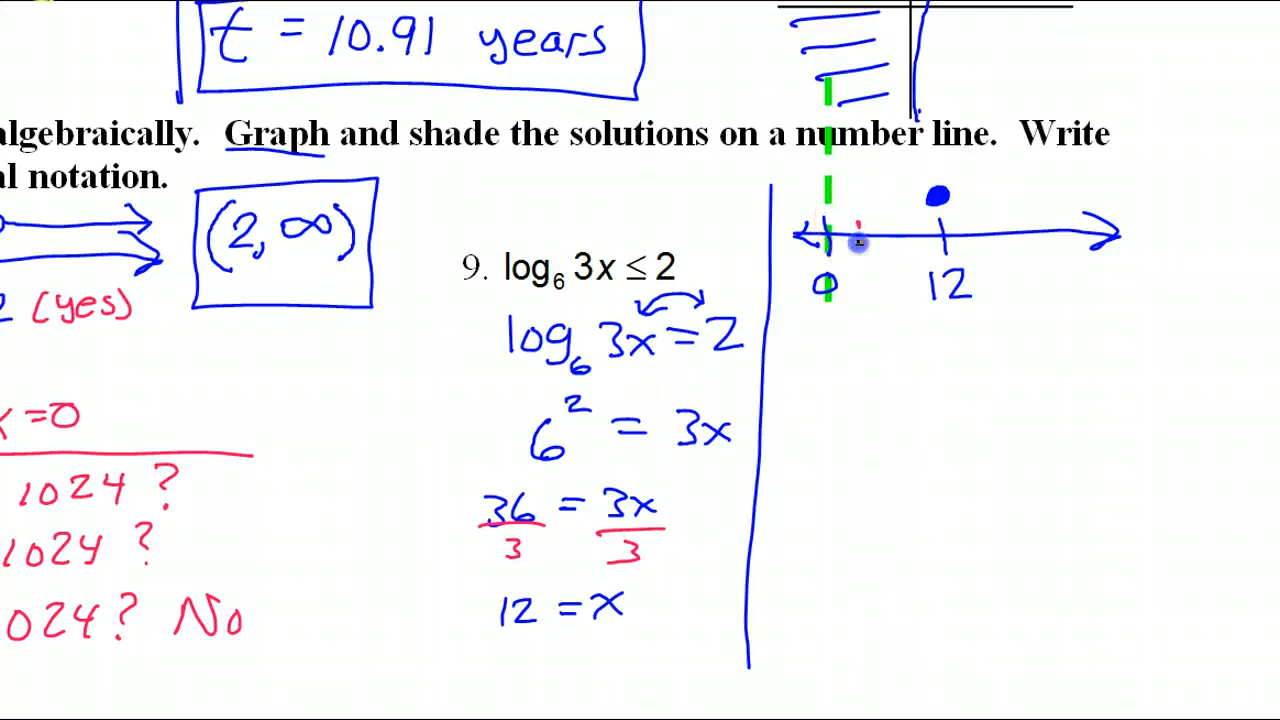 t = 10.91 years
algebraically. Graph and shade the solutions on a number line. Write
al notation.
(2, ∞)
2 (yes)
x = 0
1024 ?
1024 ?
024? No
9. log₆ 3x ≤ 2
log₆ 3x = 2
6² = 3x
36 = 3x
3 3
12 = x
0 12